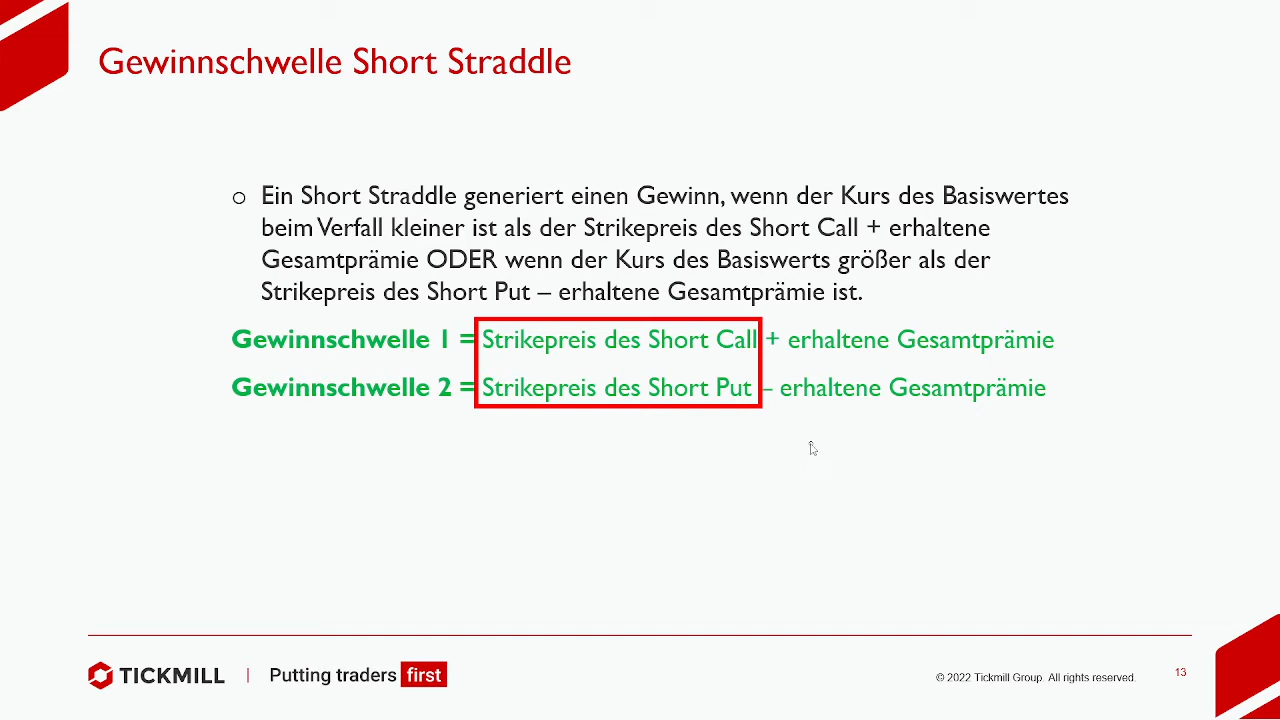 Gewinnschwelle Short Straddle
○ Ein Short Straddle generiert einen Gewinn, wenn der Kurs des Basiswertes
beim Verfall kleiner ist als der Strikepreis des Short Call + erhaltene
Gesamtprämie ODER wenn der Kurs des Basiswerts größer als der
Strikepreis des Short Put – erhaltene Gesamtprämie ist.
Gewinnschwelle 1 = Strikepreis des Short Call + erhaltene Gesamtprämie
Gewinnschwelle 2 = Strikepreis des Short Put – erhaltene Gesamtprämie
TICKMILL | Putting traders first
© 2022 Tickmill Group. All rights reserved.
13